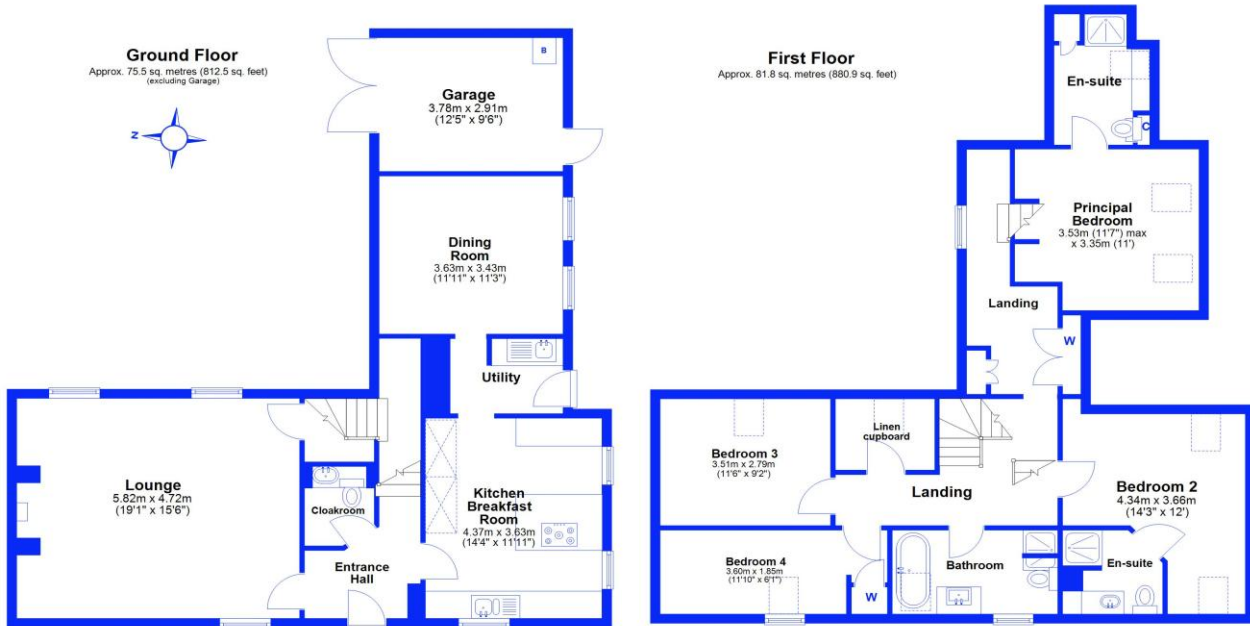 Ground Floor
Approx. 75.5 sq. metres (812.5 sq. feet)
(excluding Garage)
N
Garage
3.78m x 2.91m
(12'5" x 9'6")
B
Dining
Room
3.63m x 3.43m
(11'11" x 11'3")
Utility
Lounge
5.82m x 4.72m
(19'1" x 15'6")
Cloakroom
Entrance
Hall
Kitchen
Breakfast
Room
4.37m x 3.63m
(14'4" x 11'11")
First Floor
Approx. 81.8 sq. metres (880.9 sq. feet)
En-suite
C
Principal
Bedroom
3.53m (11'7") max
x 3.35m (11')
Landing
W
Bedroom 3
3.51m x 2.79m
(11'6" x 9'2")
Linen
cupboard
Landing
Bedroom 2
4.34m x 3.66m
(14'3" x 12')
Bedroom 4
3.60m x 1.85m
(11'10" x 6'1")
W
Bathroom
En-suite